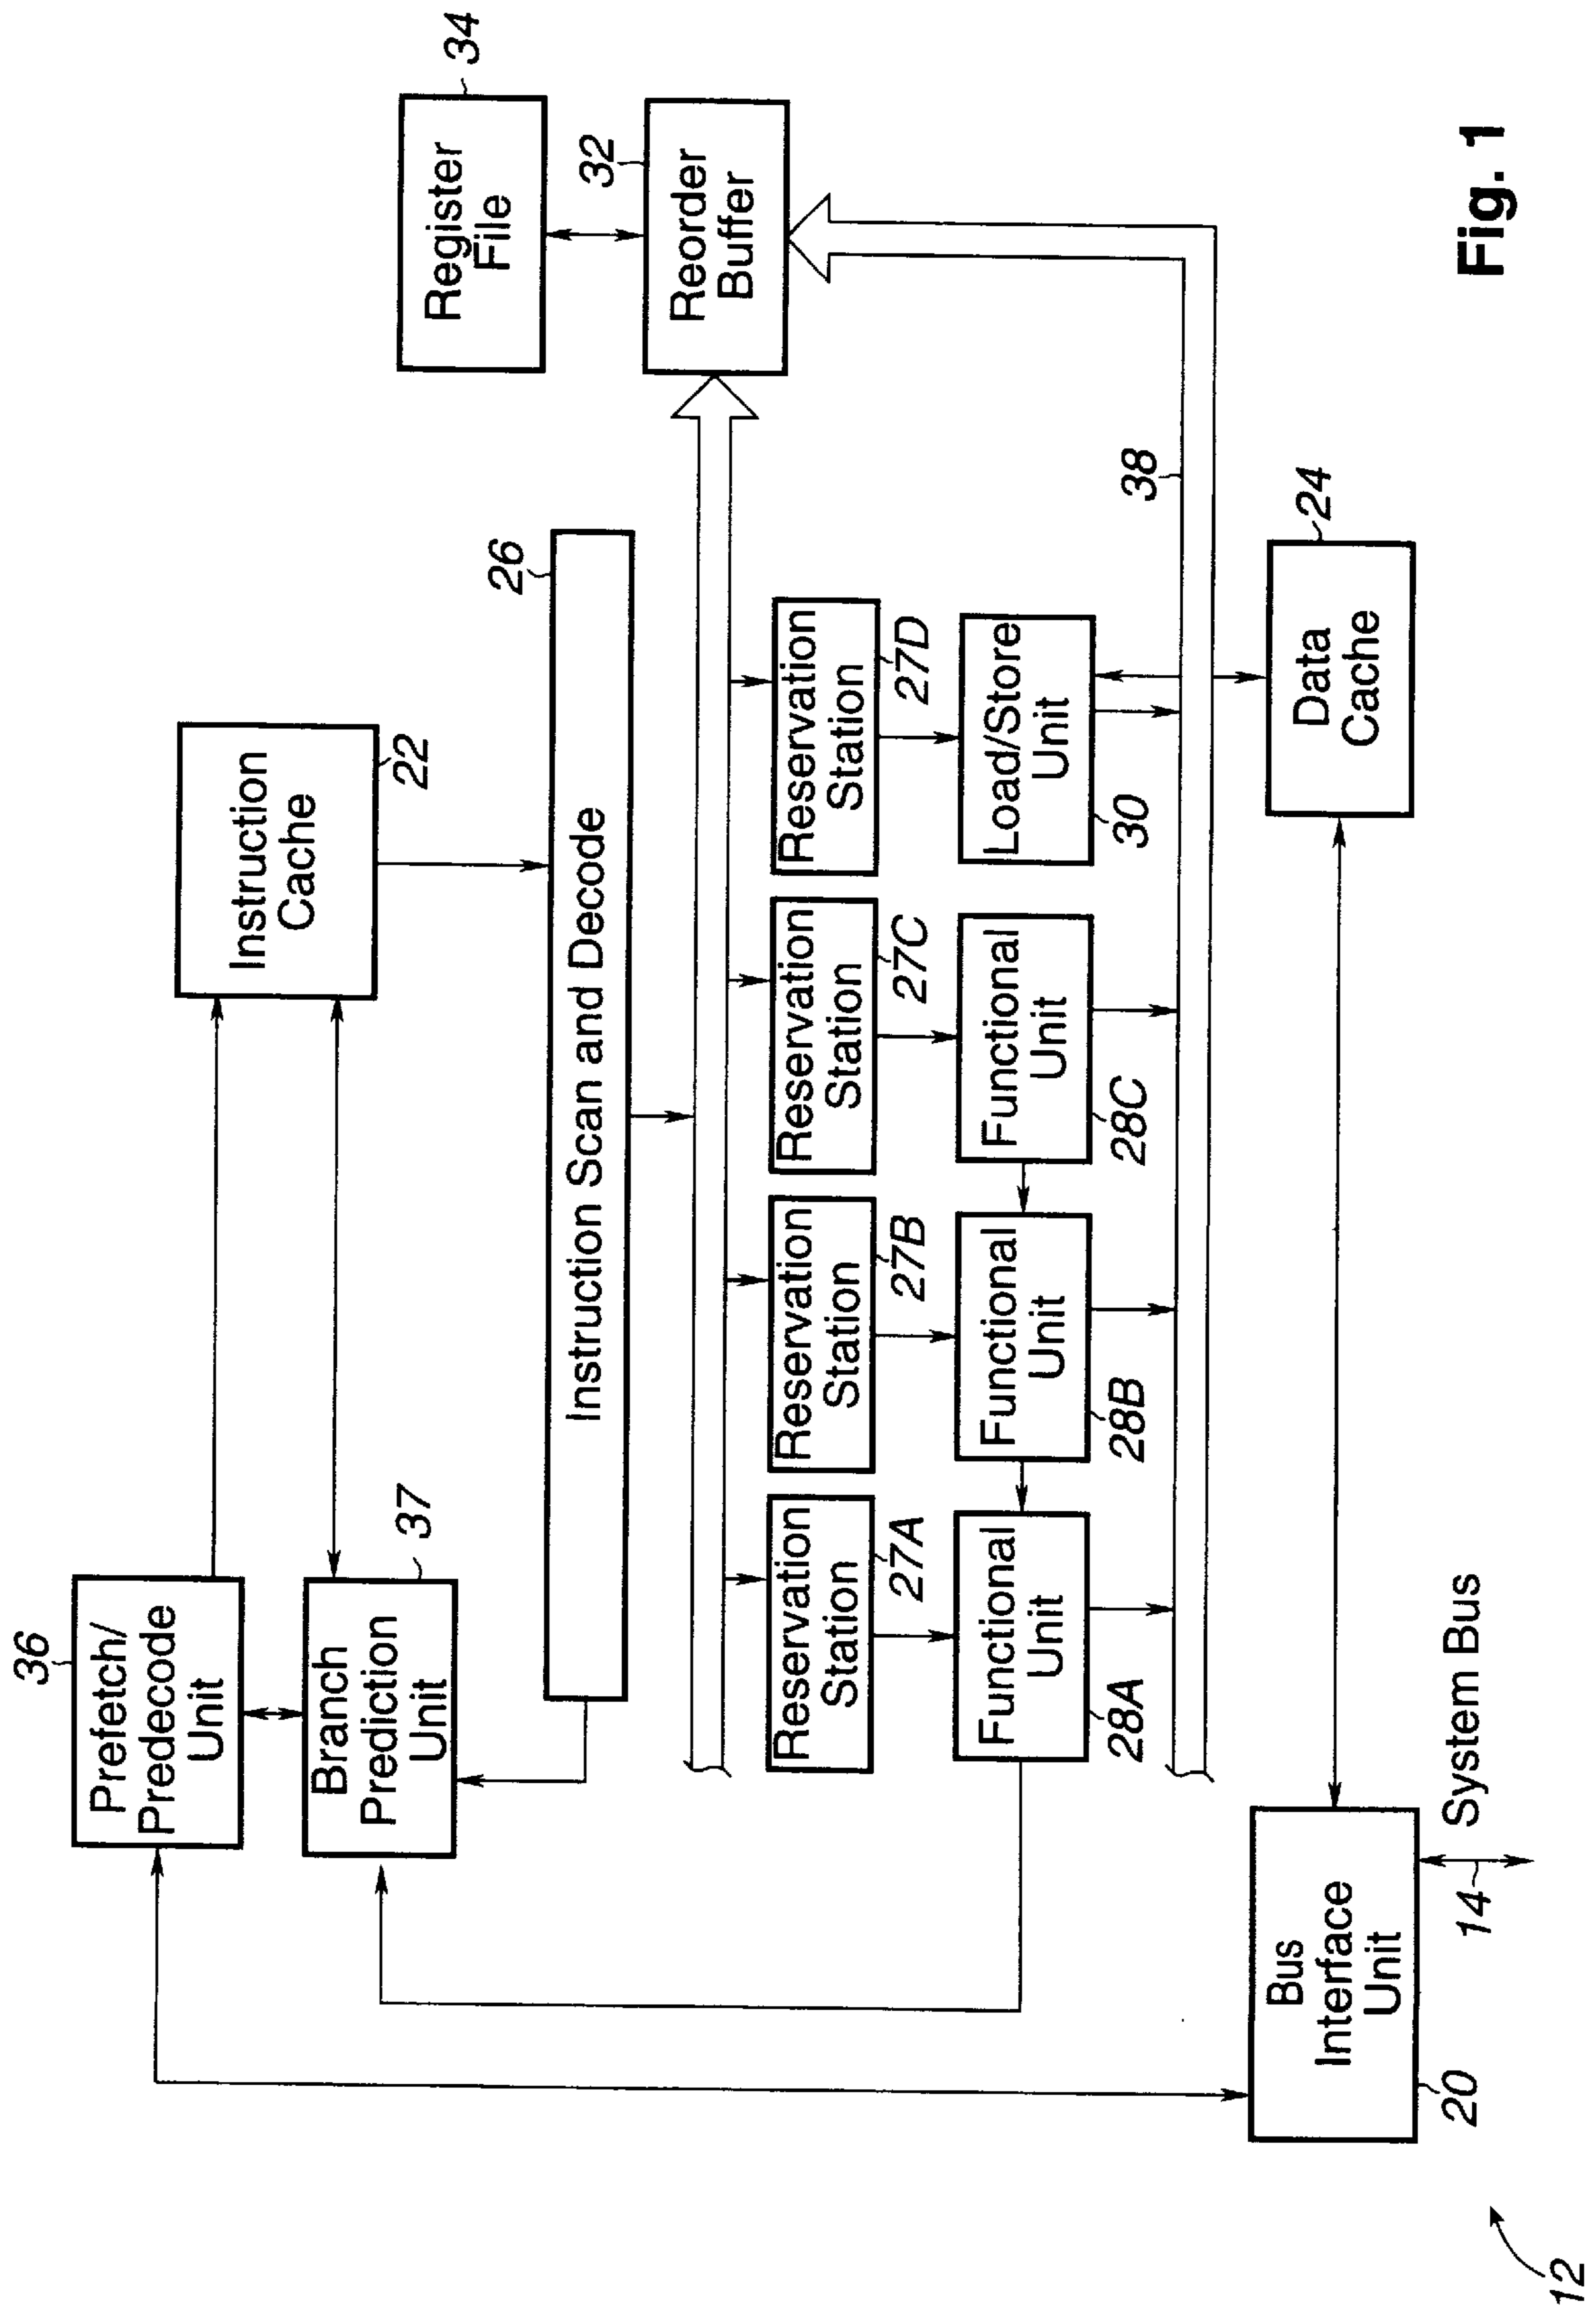 36
Prefetch/
Predecode
Unit
Instruction
Cache
22
Register
File
34
Branch
Prediction
Unit
37
26
Instruction Scan and Decode
32
Reorder
Buffer
Reservation
Station
27A
Reservation
Station
27B
Reservation
Station
27C
Reservation
Station
27D
Functional
Unit
28A
Functional
Unit
28B
Functional
Unit
28C
Load/Store
Unit
30
38
Bus
Interface
Unit
20
Data
Cache
24
14
System Bus
12
Fig. 1